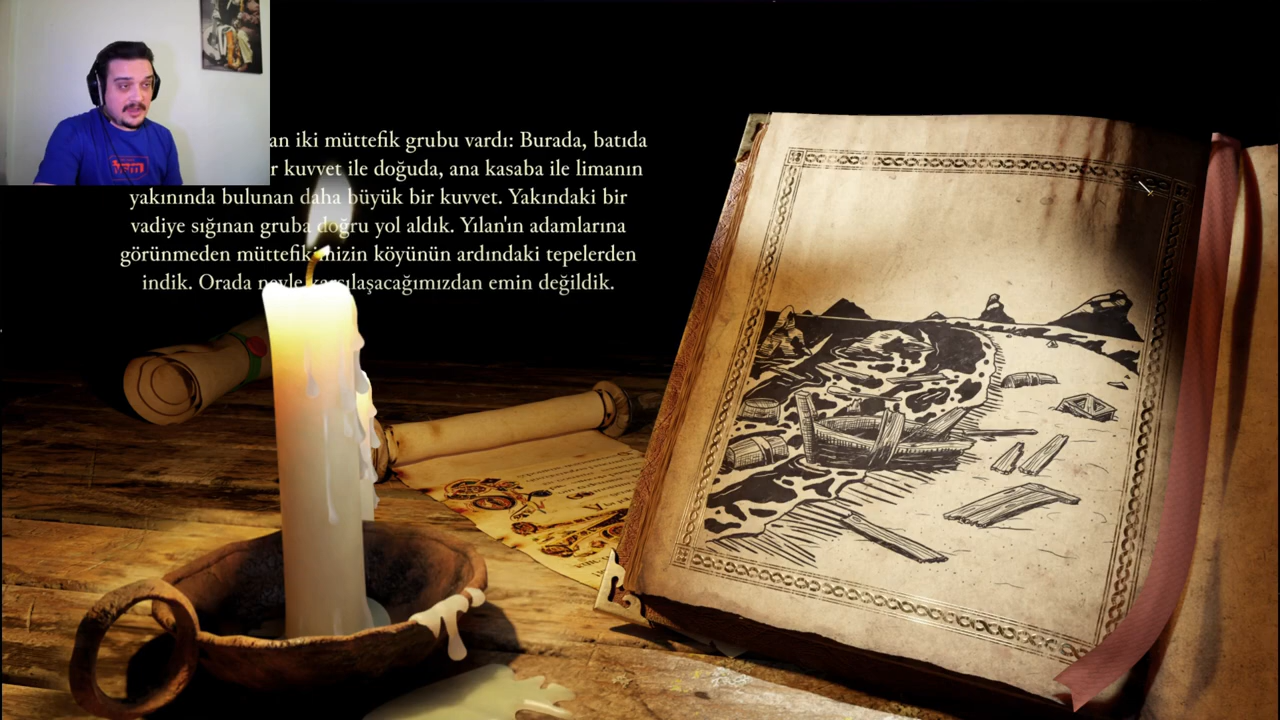 iki müttefik grubu vardı: Burada, batıda
kuvvet ile doğuda, ana kasaba ile limanın
yakınında bulunan daha büyük bir kuvvet. Yakındaki bir
vadiye sığınan gruba doğru yol aldık. Yılan'ın adamlarına
görünmeden müttefikimizin köyünün ardındaki tepelerden
indik. Orada neyle karşılaşacağımızdan emin değildik.